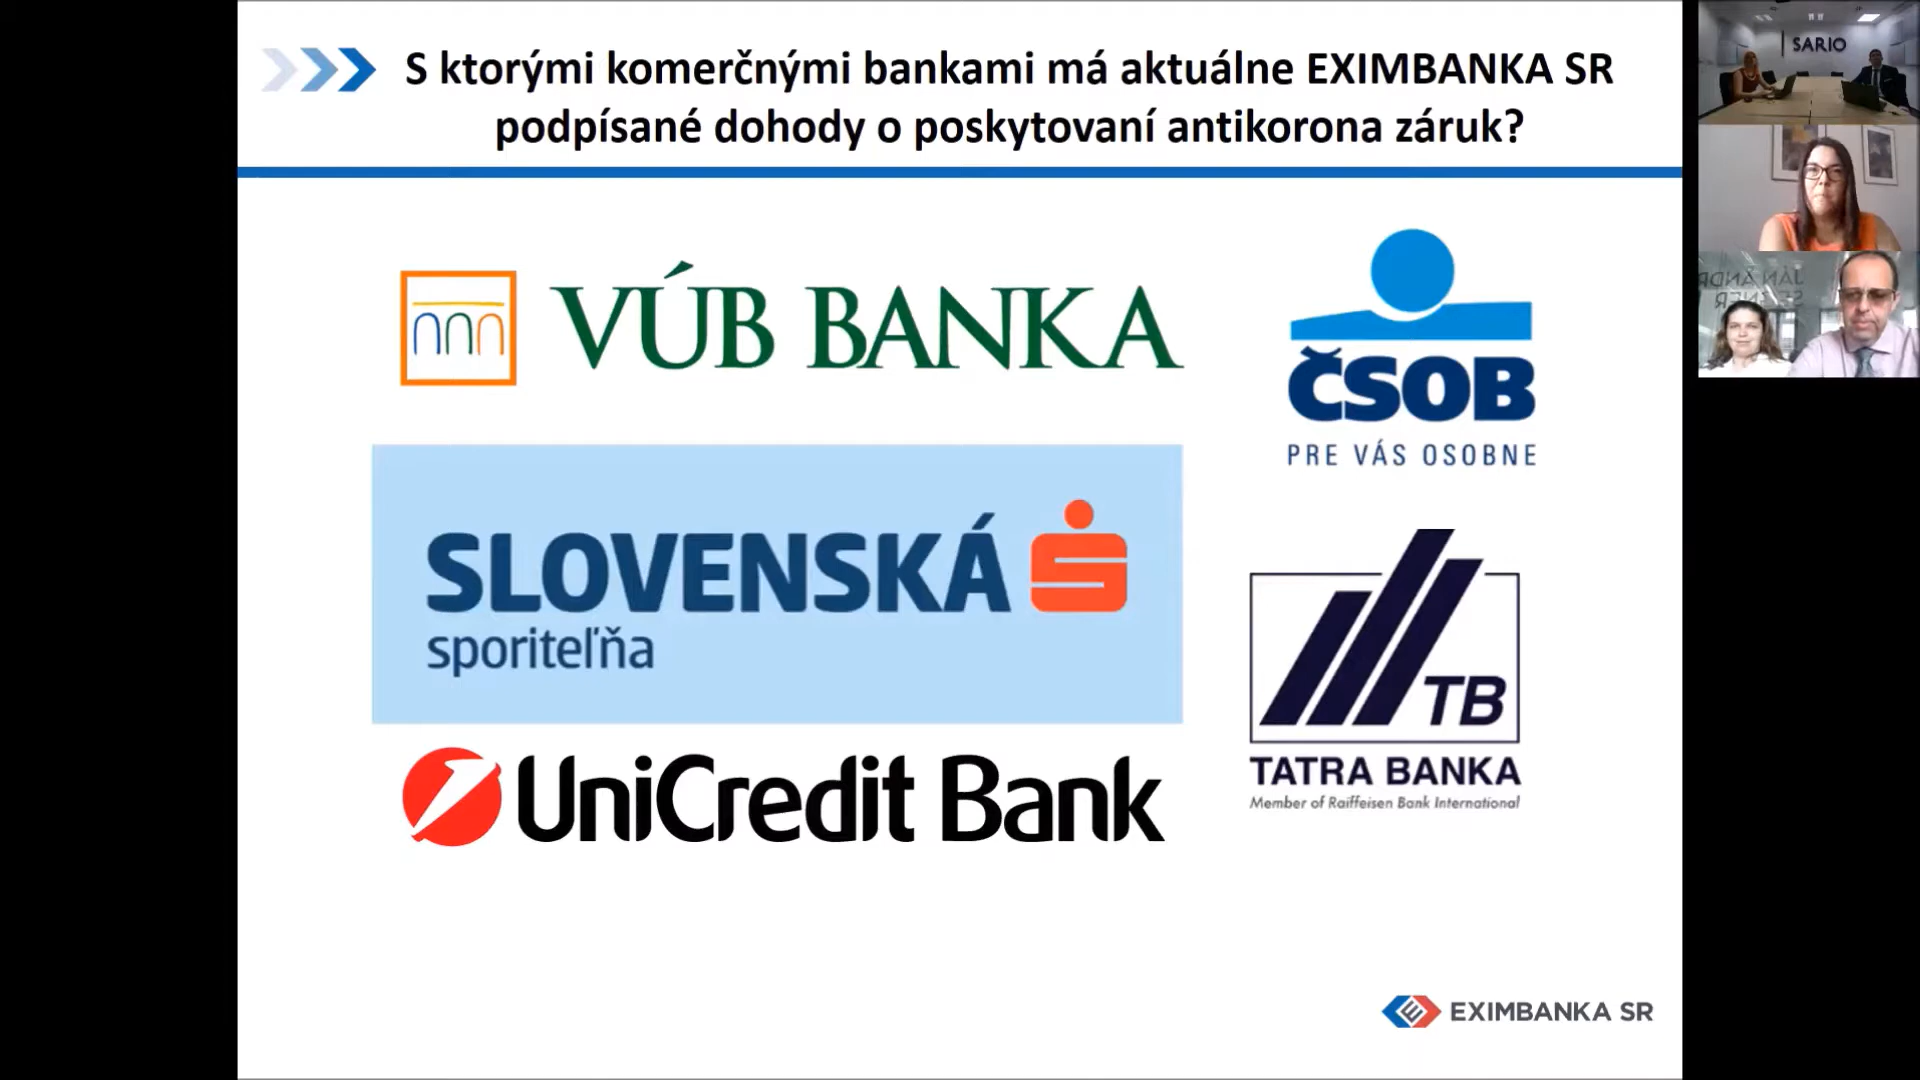 S ktorými komerčnými bankami má aktuálne EXIMBANKA SR
podpísané dohody o poskytovaní antikorona záruk?
VÚB BANKA
ČSOB
PRE VÁS OSOBNE
SLOVENSKÁ
sporiteľňa
TB
TATRA BANKA
Member of Raiffeisen Bank International
UniCredit Bank
EXIMBANKA SR
SARIO